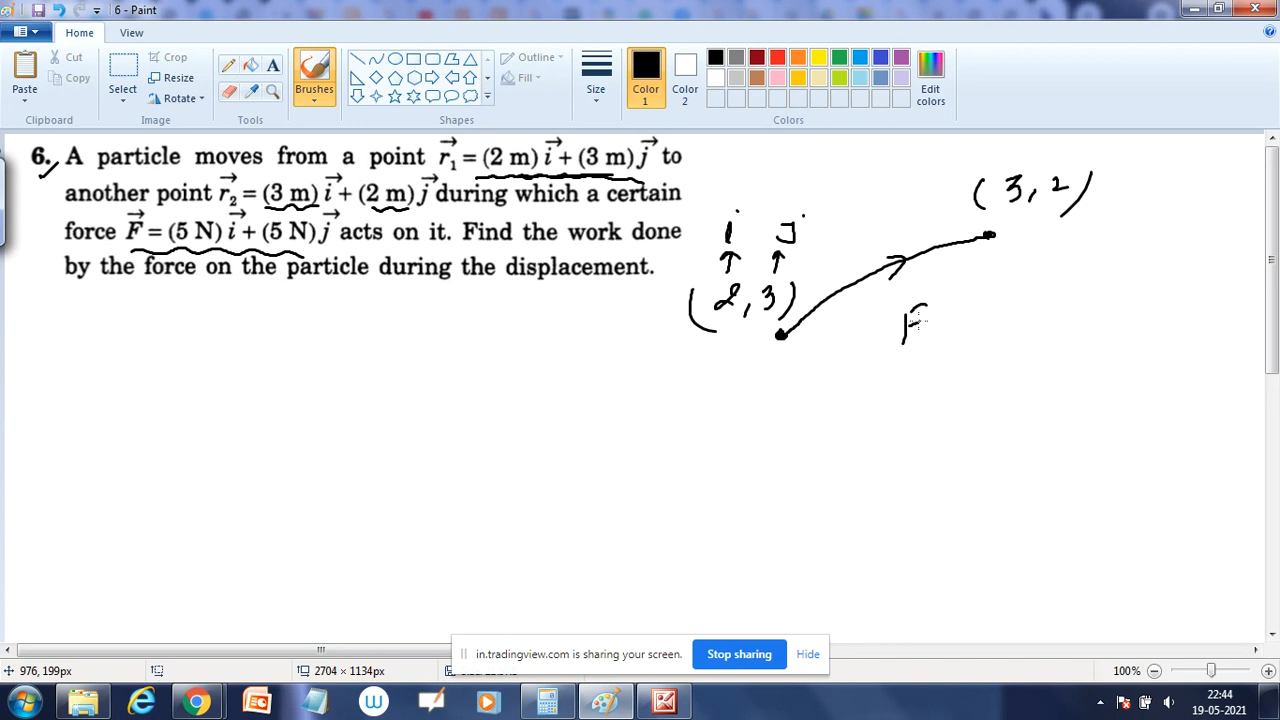 6 - Paint
Home View
Paste
Cut
Copy
Clipboard
Select
Crop
Resize
Rotate
Image
A
Tools
Brushes
Outline
Fill
Shapes
Size
Color 1
Color 2
Edit colors
Colors
6. A particle moves from a point r⃗₁ = (2 m) i⃗ + (3 m) j⃗ to
another point r⃗₂ = (3 m) i⃗ + (2 m) j⃗ during which a certain
force F⃗ = (5 N) i⃗ + (5 N) j⃗ acts on it. Find the work done
by the force on the particle during the displacement.
(3, 2)
i j
(2, 3)
F
in.tradingview.com is sharing your screen. Stop sharing Hide
976, 199px
2704 × 1134px
100%
22:44
19-05-2021